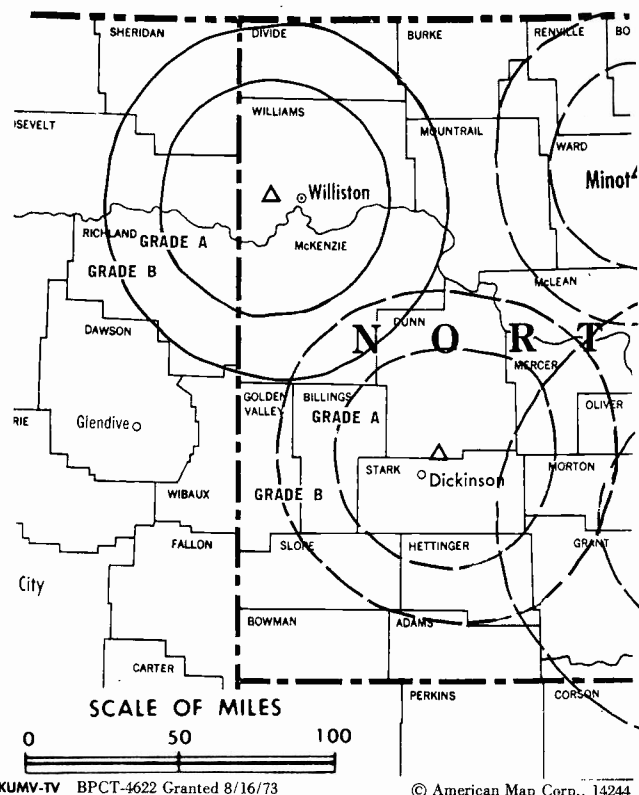 SHERIDAN DIVIDE BURKE RENVILLE BO
WILLIAMS
OSEVELT MOUNTRAIL WARD
Minot
Williston
RICHLAND GRADE A McKENZIE
GRADE B McLEAN
DAWSON DUNN N O R T
MERCER
GOLDEN VALLEY BILLINGS OLIVER
GRADE A
RIE Glendive
STARK MORTON
Dickinson
WIBAUX GRADE B
FALLON SLOPE HETTINGER GRANT
City
BOWMAN ADAMS
CARTER
PERKINS CORSON
SCALE OF MILES
0 50 100
KUMV-TV BPCT-4622 Granted 8/16/73 © American Map Corp., 14244